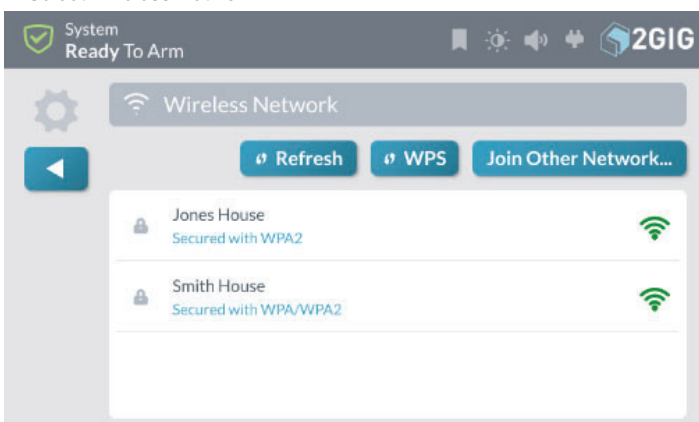 System
Ready To Arm
2GIG
Wireless Network
Refresh
WPS
Join Other Network...
Jones House
Secured with WPA2
Smith House
Secured with WPA/WPA2